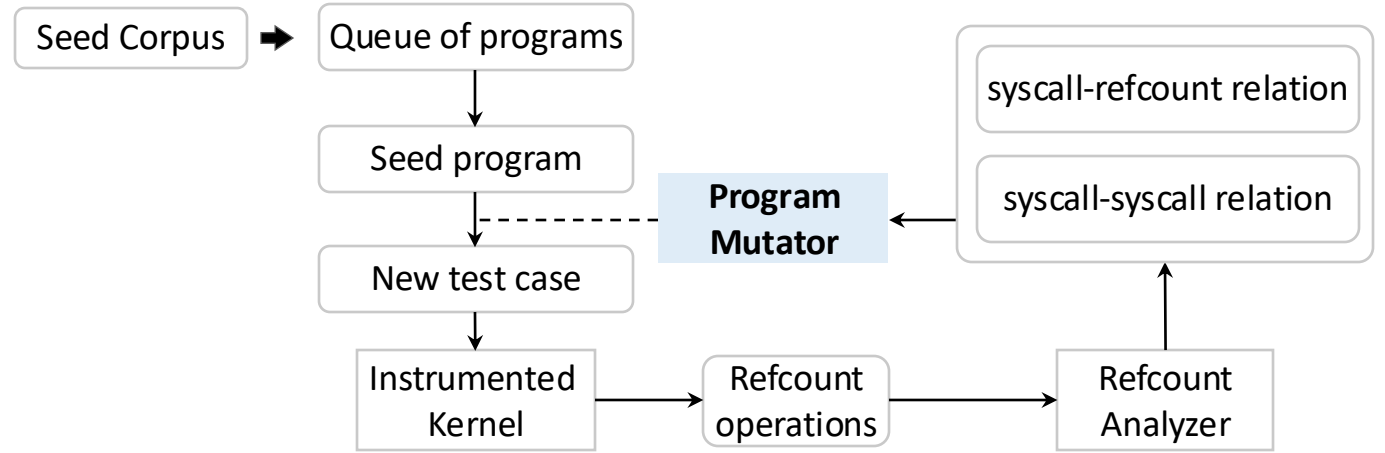 Seed Corpus
Queue of programs
Seed program
New test case
Instrumented
Kernel
Refcount
operations
Refcount
Analyzer
syscall-refcount relation
syscall-syscall relation
Program
Mutator